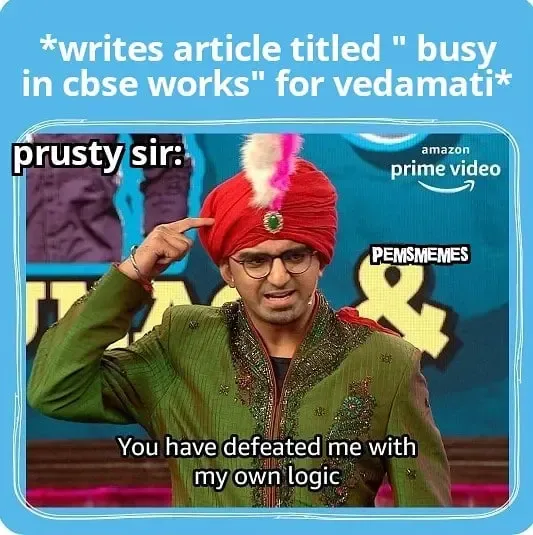 *writes article titled " busy
in cbse works" for vedamati*
prusty sir:
amazon
prime video
PEMSMEMES
&
You have defeated me with
my own logic